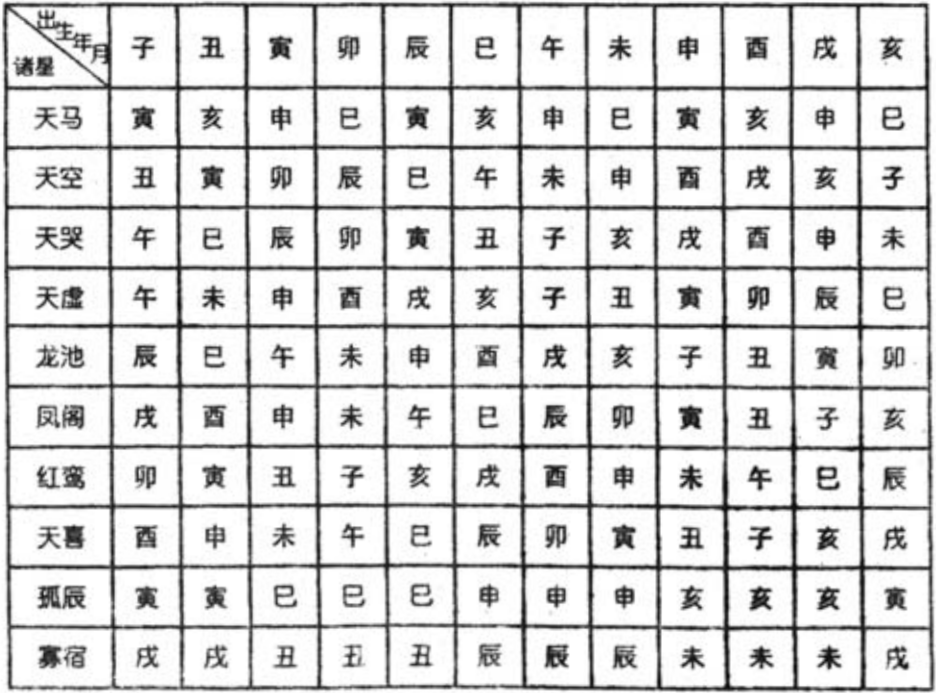 出生年月
诸星 子 丑 寅 卯 辰 巳 午 未 申 酉 戌 亥
天马 寅 亥 申 巳 寅 亥 申 巳 寅 亥 申 巳
天空 丑 寅 卯 辰 巳 午 未 申 酉 戌 亥 子
天哭 午 巳 辰 卯 寅 丑 子 亥 戌 酉 申 未
天虚 午 未 申 酉 戌 亥 子 丑 寅 卯 辰 巳
龙池 辰 巳 午 未 申 酉 戌 亥 子 丑 寅 卯
凤阁 戌 酉 申 未 午 巳 辰 卯 寅 丑 子 亥
红鸾 卯 寅 丑 子 亥 戌 酉 申 未 午 巳 辰
天喜 酉 申 未 午 巳 辰 卯 寅 丑 子 亥 戌
孤辰 寅 寅 巳 巳 巳 申 申 申 亥 亥 亥 寅
寡宿 戌 戌 丑 丑 丑 辰 辰 辰 未 未 未 戌